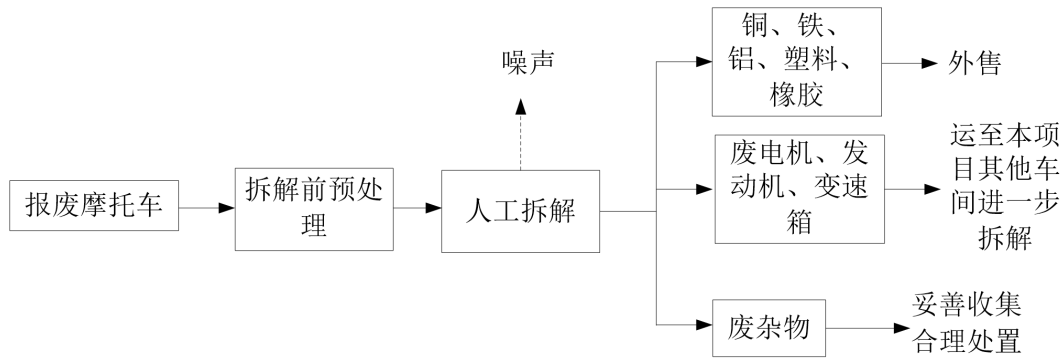 报废摩托车
拆解前预处
理
噪声
人工拆解
铜、铁、
铝、塑料、
橡胶
外售
废电机、发
动机、变速
箱
运至本项
目其他车
间进一步
拆解
废杂物
妥善收集
合理处置